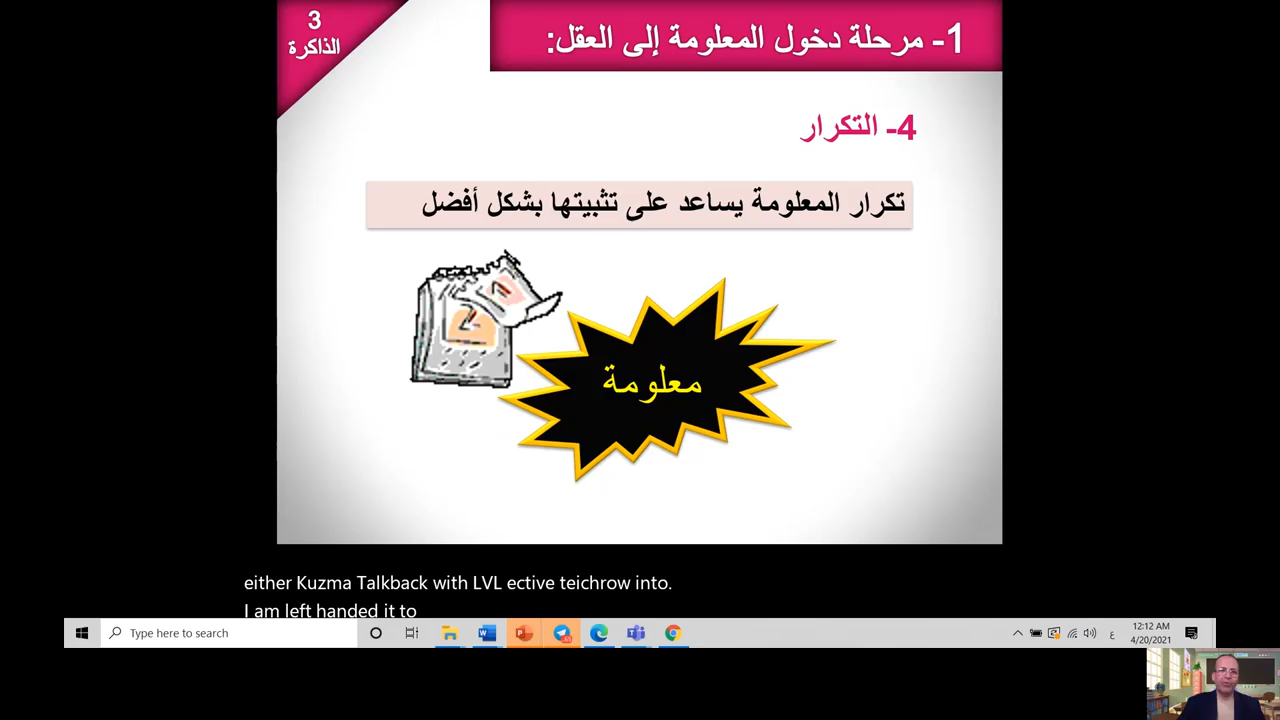 3
الذاكرة
1- مرحلة دخول المعلومة إلى العقل:
4- التكرار
تكرار المعلومة يساعد على تثبيتها بشكل أفضل
معلومة
either Kuzma Talkback with LVL ective teichrow into.
I am left handed it to
Type here to search
ع
12:12 AM
4/20/2021